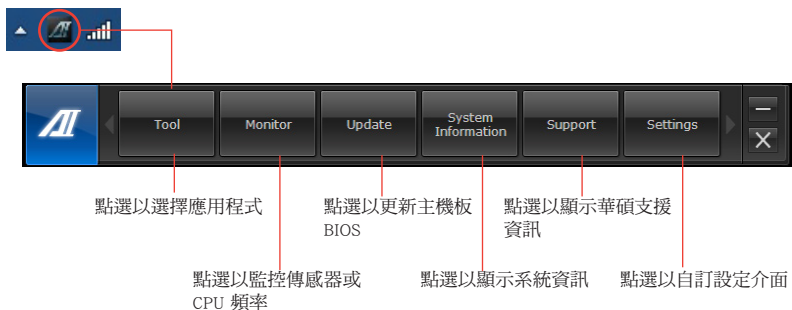 Tool
Monitor
Update
System
Information
Support
Settings
點選以選擇應用程式
點選以更新主機板
BIOS
點選以顯示華碩支援
資訊
點選以監控傳感器或
CPU 頻率
點選以顯示系統資訊
點選以自訂設定介面